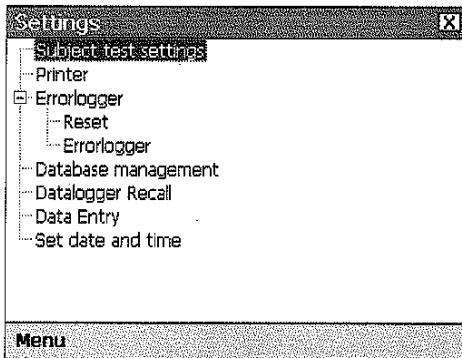 Settings
Subject test settings
Printer
Errorlogger
Reset
Errorlogger
Database management
Datalogger Recall
Data Entry
Set date and time
Menu